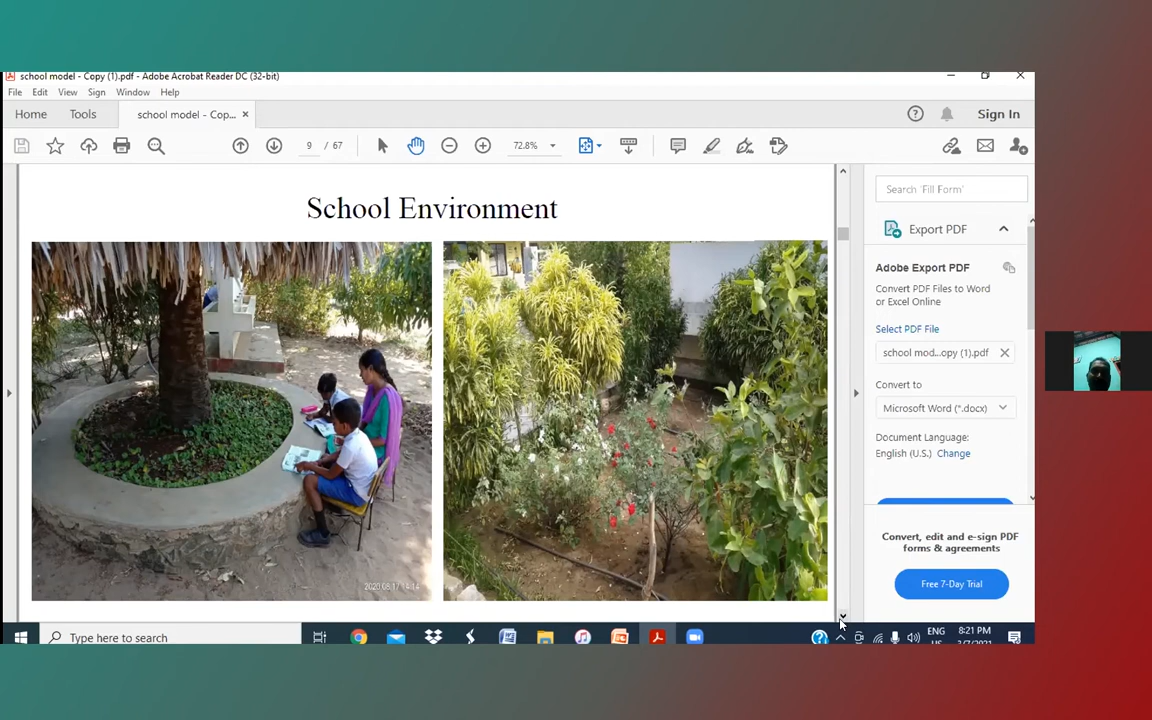 school model - Copy (1).pdf - Adobe Acrobat Reader DC (32-bit)
File Edit View Sign Window Help
Home Tools school model - Cop... × Sign In
9 / 67 72.8%
School Environment
Search 'Fill Form'
Export PDF
Adobe Export PDF
Convert PDF Files to Word
or Excel Online
Select PDF File
school mod...opy (1).pdf
Convert to
Microsoft Word (*.docx)
Document Language:
English (U.S.) Change
Convert, edit and e-sign PDF
forms & agreements
Free 7-Day Trial
Type here to search
ENG
8:21 PM